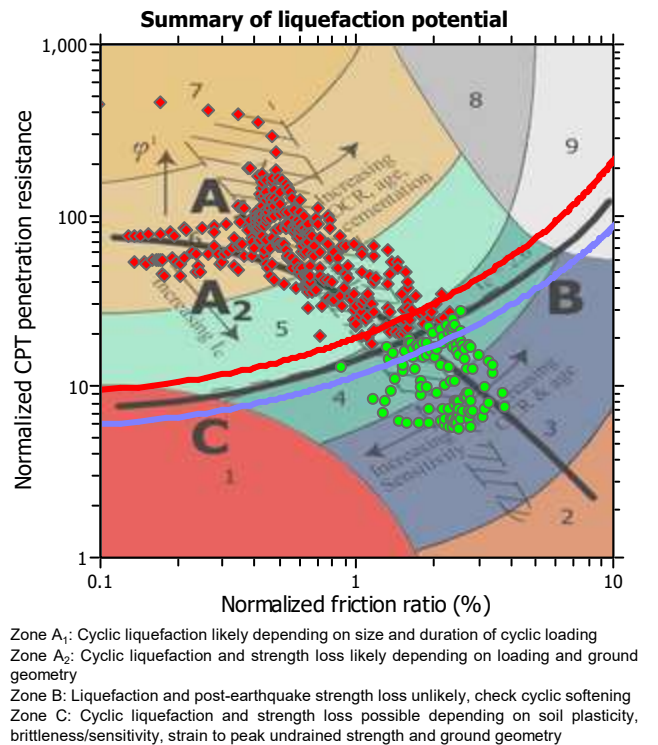 Summary of liquefaction potential
1,000
7
8
9
φ'
A
Increasing
OCR, age,
cementation
100
A2
Increasing Ic
5
B
10
4
C
Increasing
OCR & age
3
Increasing
Sensitivity
1
2
1
0.1
1
10
Normalized CPT penetration resistance
Normalized friction ratio (%)
Zone A1: Cyclic liquefaction likely depending on size and duration of cyclic loading
Zone A2: Cyclic liquefaction and strength loss likely depending on loading and ground
geometry
Zone B: Liquefaction and post-earthquake strength loss unlikely, check cyclic softening
Zone C: Cyclic liquefaction and strength loss possible depending on soil plasticity,
brittleness/sensitivity, strain to peak undrained strength and ground geometry